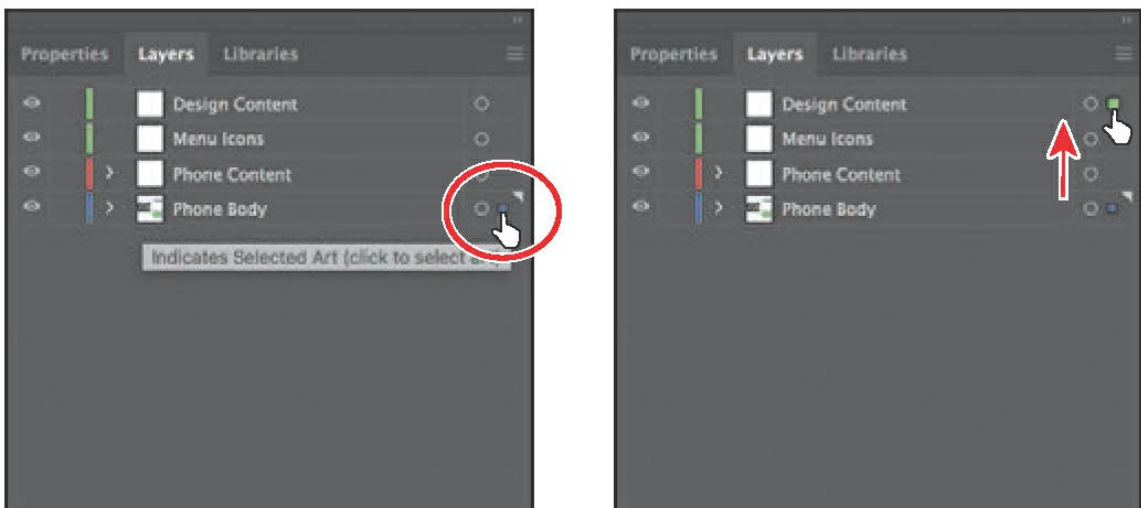 Properties Layers Libraries
Design Content
Menu Icons
Phone Content
Phone Body
Indicates Selected Art (click to select
Properties Layers Libraries
Design Content
Menu Icons
Phone Content
Phone Body